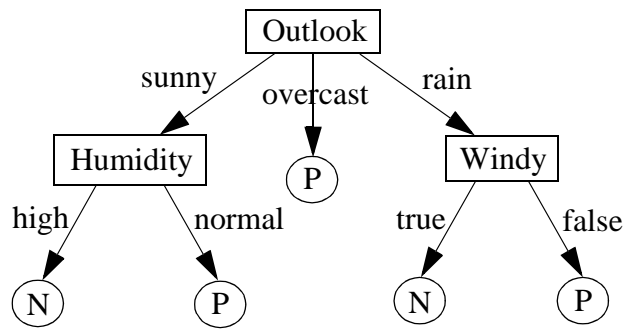 Outlook
sunny
overcast
rain
Humidity
P
Windy
high
normal
true
false
N
P
N
P